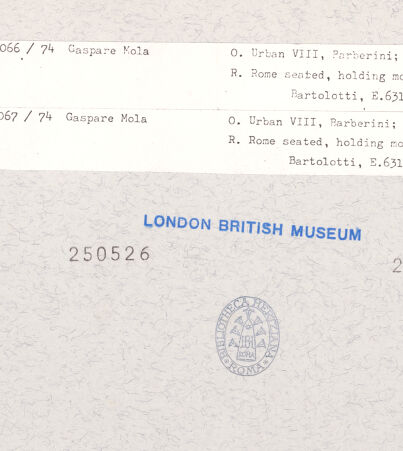 066 / 74 Gaspare Mola O. Urban VIII, Barberini;
R. Rome seated, holding mo
Bartolotti, E.631
067 / 74 Gaspare Mola O. Urban VIII, Barberini;
R. Rome seated, holding mo
Bartolotti, E.631
LONDON BRITISH MUSEUM
250526
2
BIBLIOTHECA HERTZIANA
ROMA